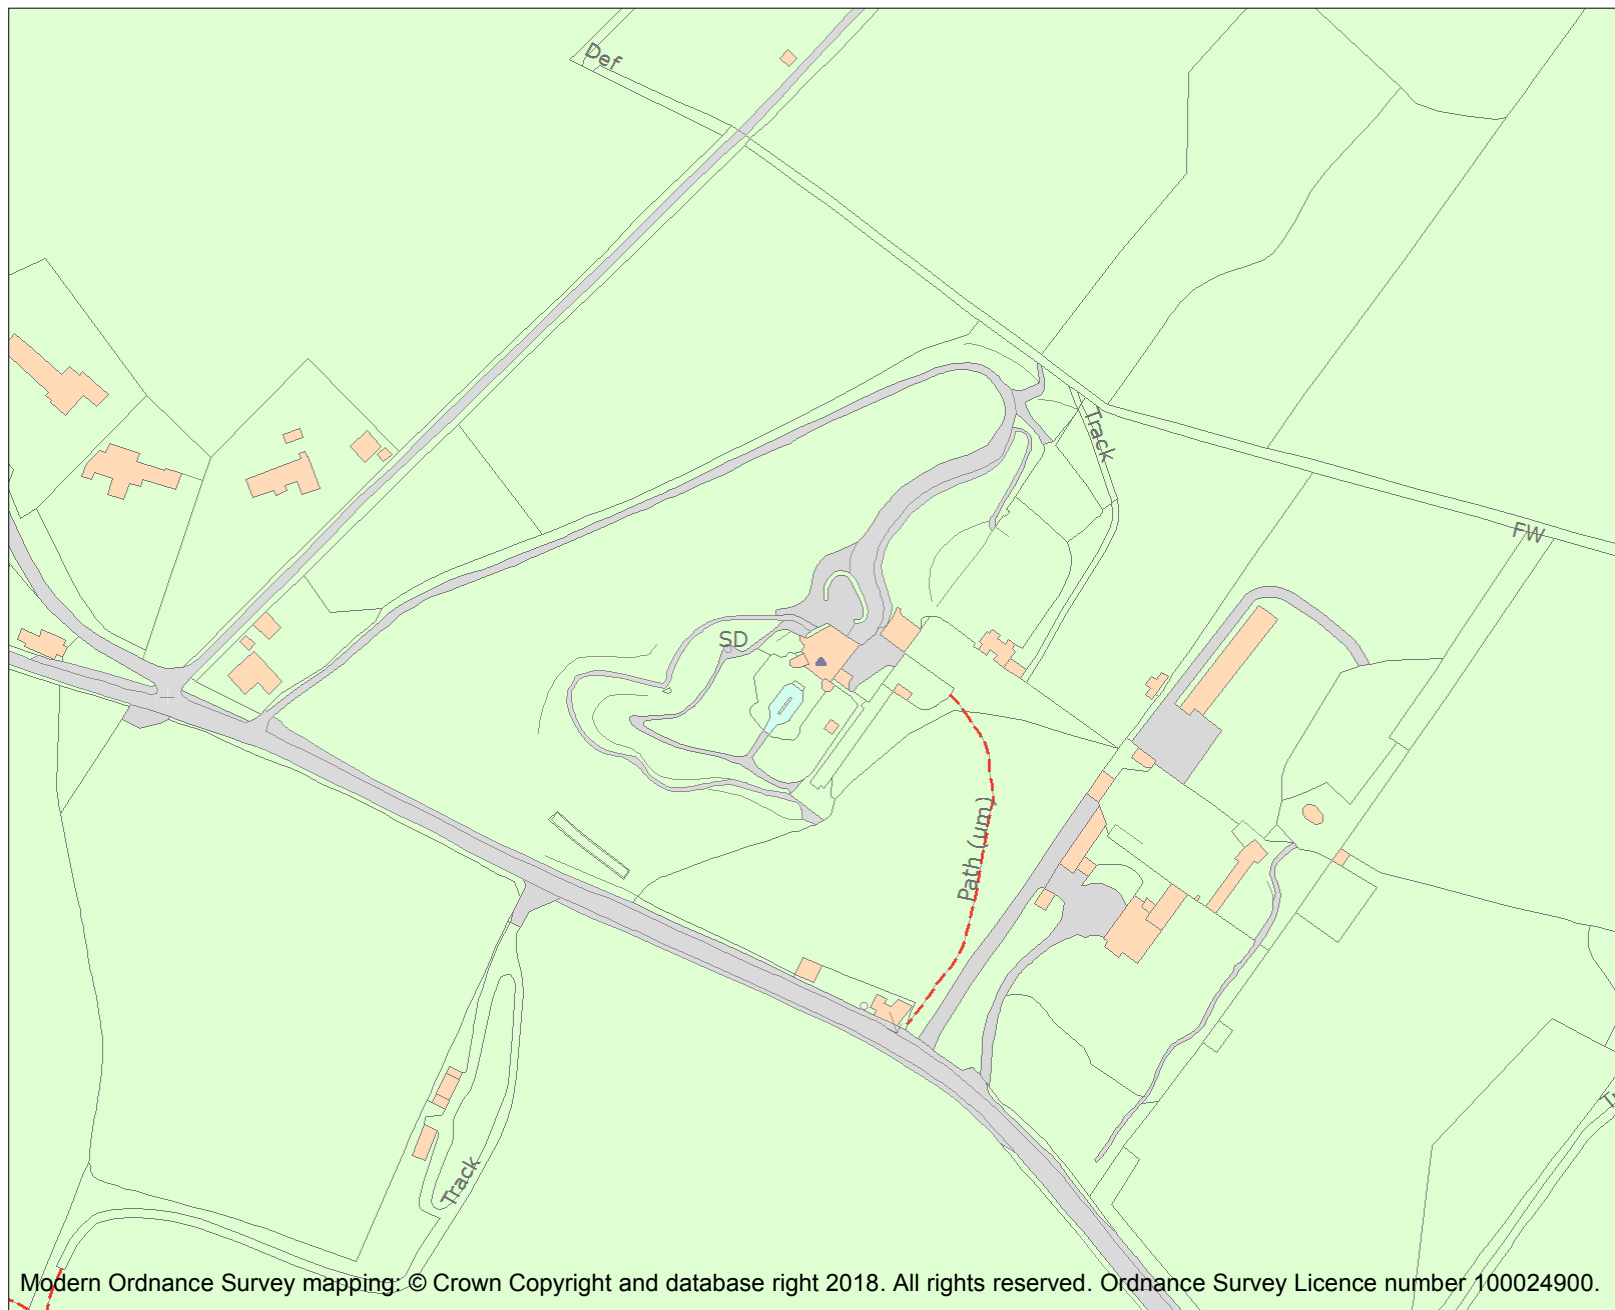 Def
Track
FW
SD
Path (um)
Track
Modern Ordnance Survey mapping: © Crown Copyright and database right 2018. All rights reserved. Ordnance Survey Licence number 100024900.